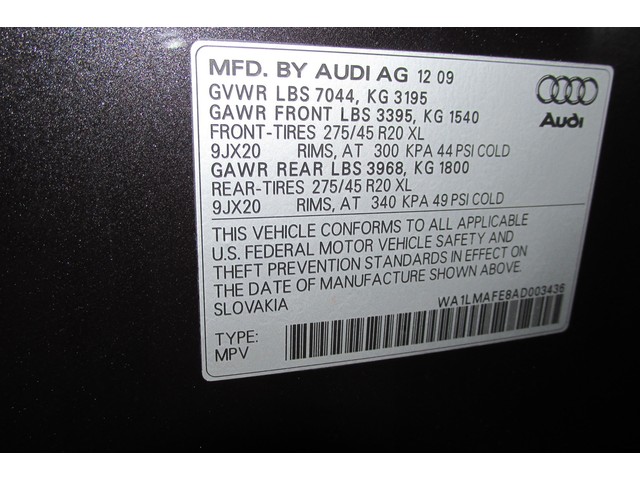 MFD. BY AUDI AG 12 09
GVWR LBS 7044, KG 3195
GAWR FRONT LBS 3395, KG 1540
FRONT-TIRES 275/45 R20 XL
9JX20 RIMS, AT 300 KPA 44 PSI COLD
GAWR REAR LBS 3968, KG 1800
REAR-TIRES 275/45 R20 XL
9JX20 RIMS, AT 340 KPA 49 PSI COLD
Audi
THIS VEHICLE CONFORMS TO ALL APPLICABLE
U.S. FEDERAL MOTOR VEHICLE SAFETY AND
THEFT PREVENTION STANDARDS IN EFFECT ON
THE DATE OF MANUFACTURE SHOWN ABOVE.
SLOVAKIA
WA1LMAFE8AD003436
TYPE:
MPV